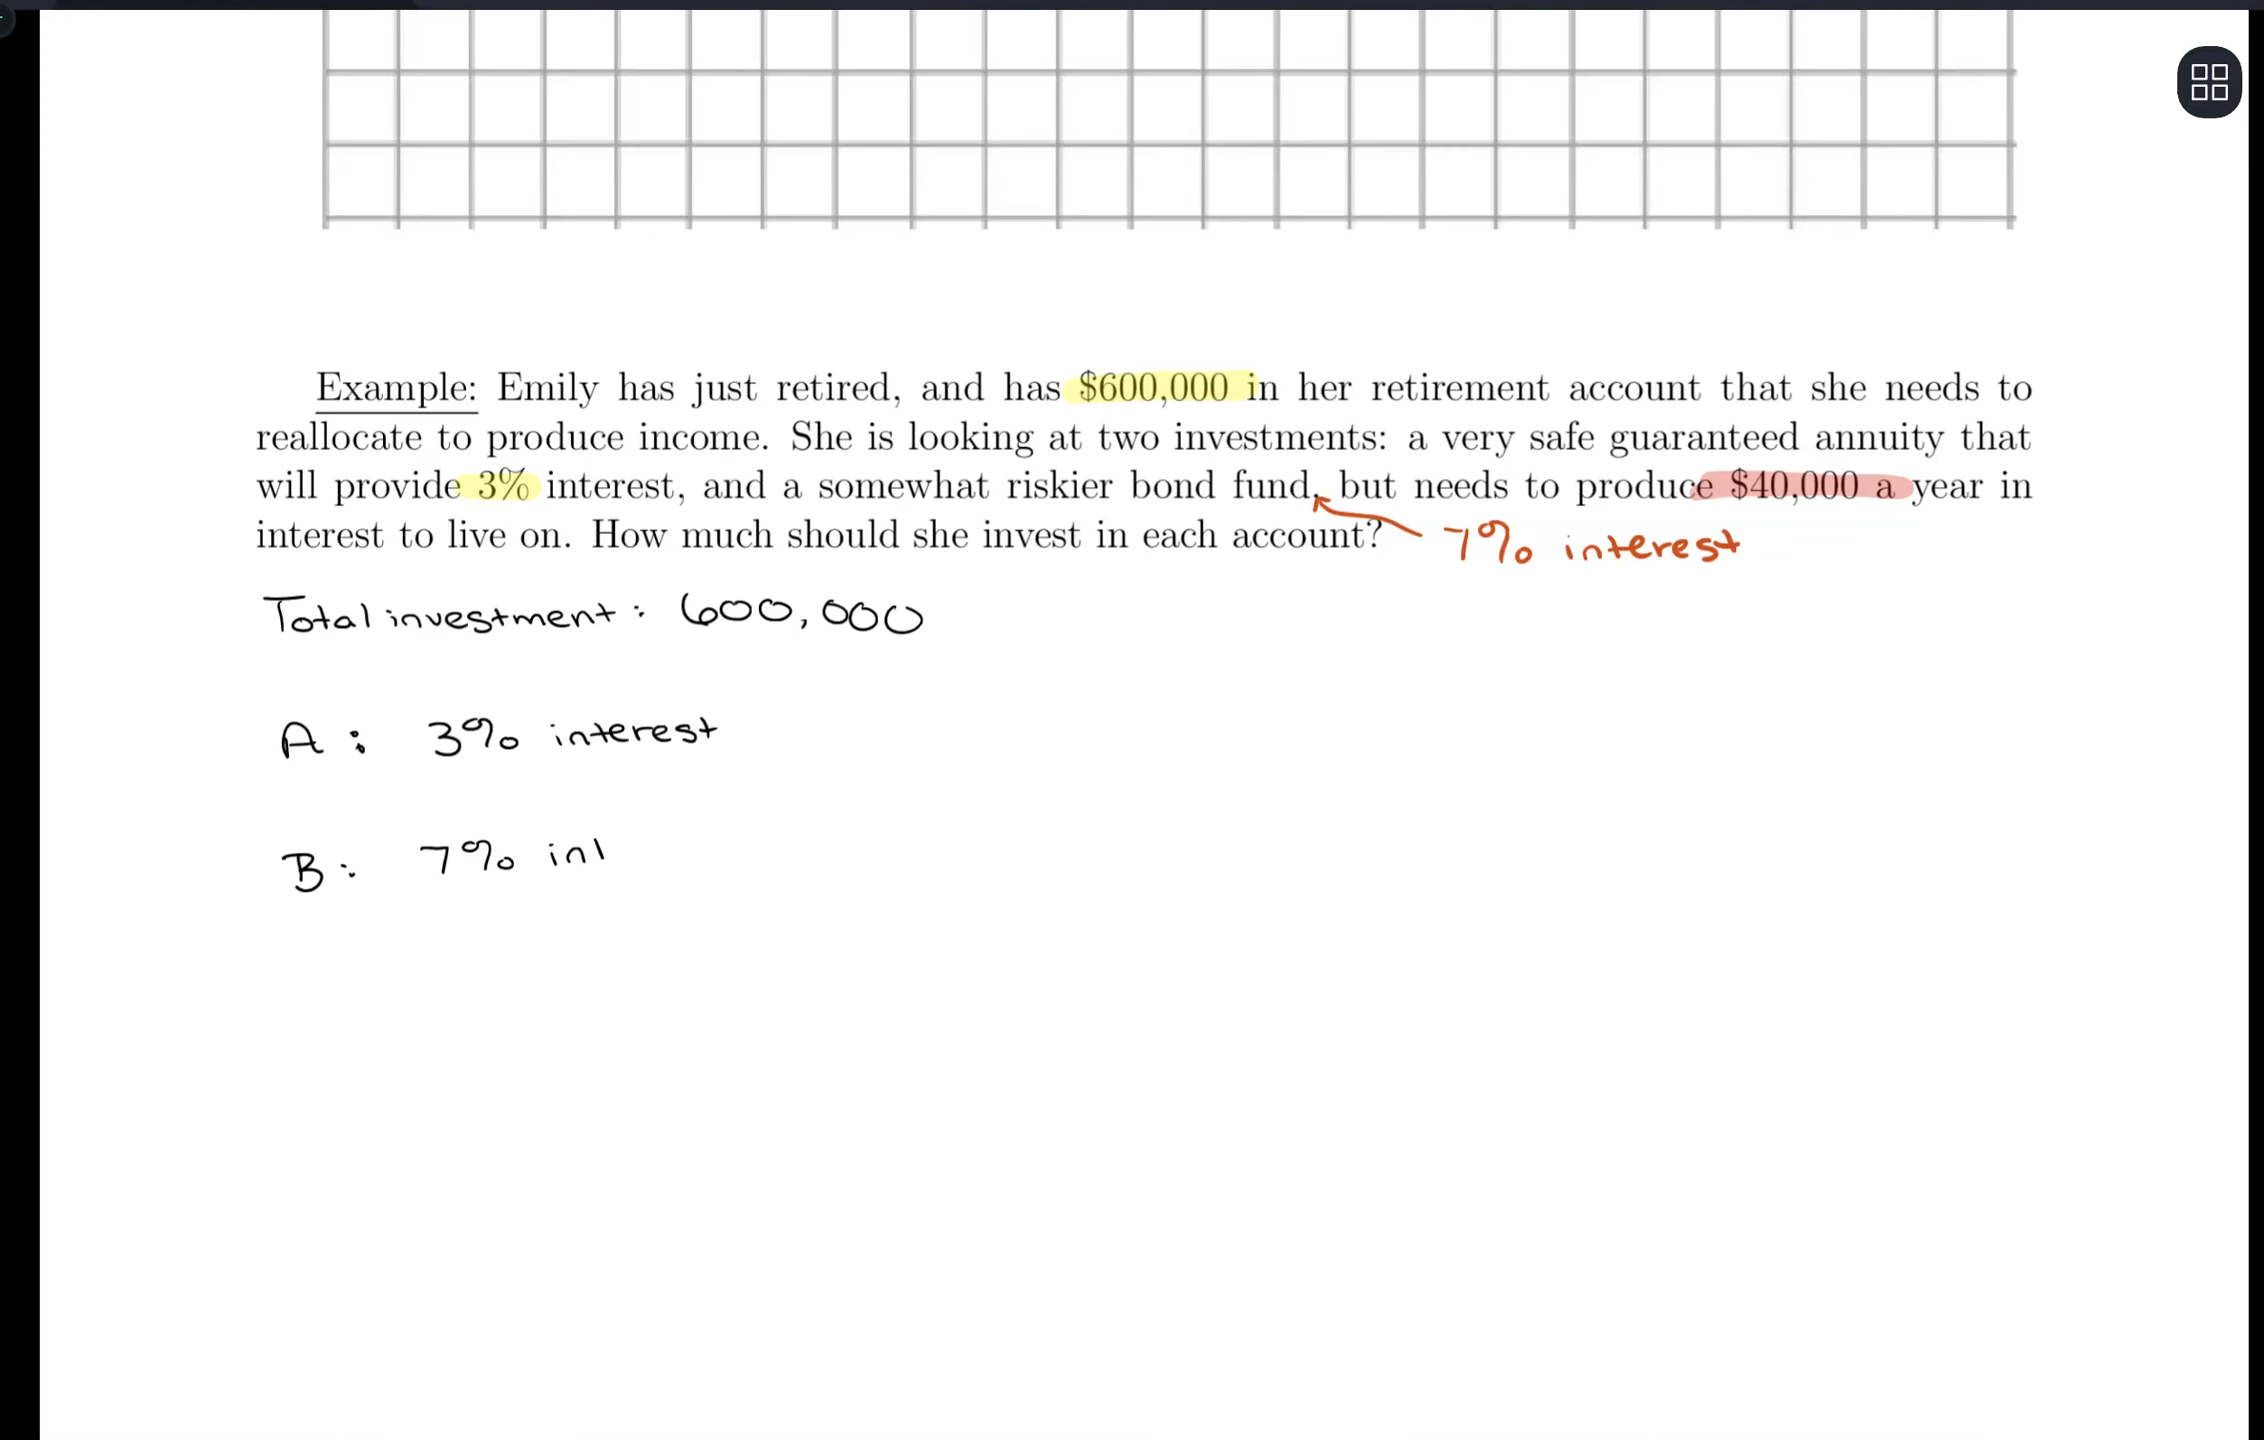 Example: Emily has just retired, and has $600,000 in her retirement account that she needs to
reallocate to produce income. She is looking at two investments: a very safe guaranteed annuity that
will provide 3% interest, and a somewhat riskier bond fund, but needs to produce $40,000 a year in
interest to live on. How much should she invest in each account?
7% interest
Total investment: 600,000
A: 3% interest
B: 7% inl